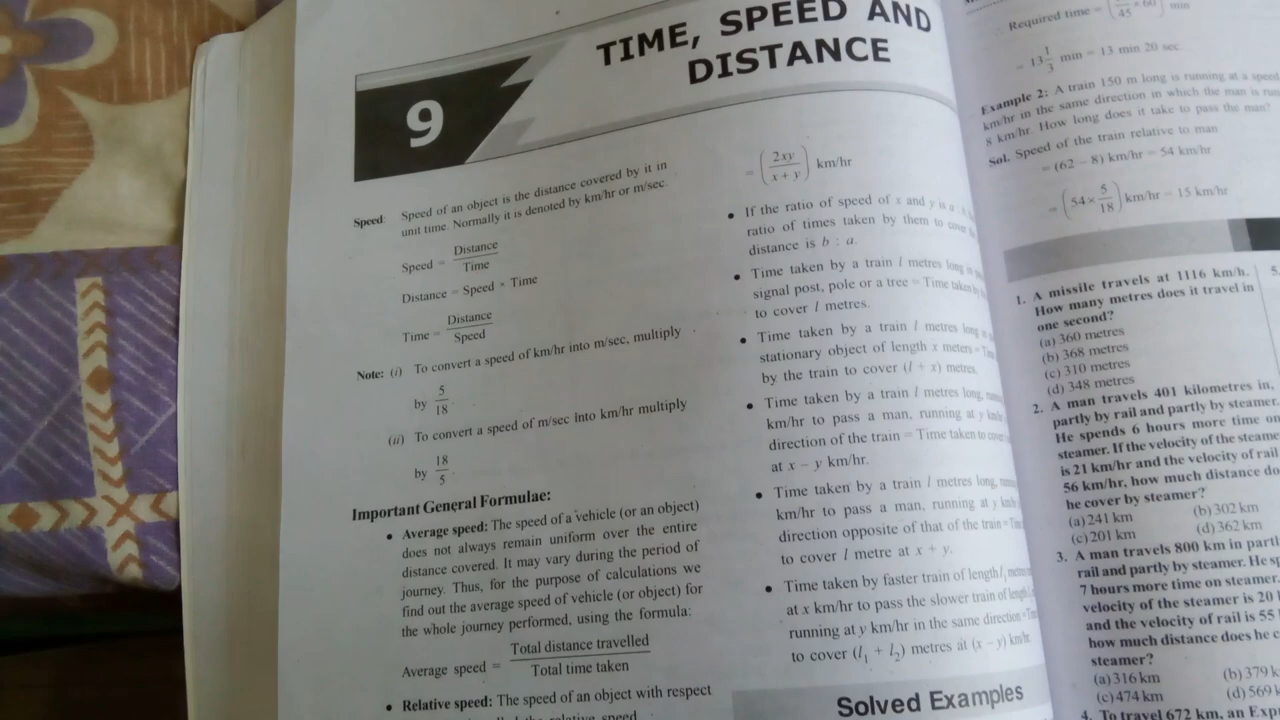 9
TIME, SPEED AND
DISTANCE
Speed: Speed of an object is the distance covered by it in
unit time. Normally it is denoted by km/hr or m/sec.
Speed = Distance / Time
Distance = Speed × Time
Time = Distance / Speed
Note: (i) To convert a speed of km/hr into m/sec, multiply
by 5/18.
(ii) To convert a speed of m/sec into km/hr multiply
by 18/5.
Important General Formulae:
• Average speed: The speed of a vehicle (or an object)
does not always remain uniform over the entire
distance covered. It may vary during the period of
journey. Thus, for the purpose of calculations we
find out the average speed of vehicle (or object) for
the whole journey performed, using the formula:
Average speed = Total distance travelled / Total time taken
• Relative speed: The speed of an object with respect
relative speed
= (2xy / x + y) km/hr
• If the ratio of speed of x and y is a :
ratio of times taken by them to cover
distance is b : a.
• Time taken by a train l metres long
signal post, pole or a tree = Time taken
to cover l metres.
• Time taken by a train l metres long
stationary object of length x meters =
by the train to cover (l + x) metres.
• Time taken by a train l metres long,
km/hr to pass a man, running at y
direction of the train = Time taken to
at x – y km/hr.
• Time taken by a train l metres long,
km/hr to pass a man, running at y
direction opposite of that of the train =
to cover l metre at x + y.
• Time taken by faster train of length l₁
at x km/hr to pass the slower train of
running at y km/hr in the same direction =
to cover (l₁ + l₂) metres at (x – y) km/hr.
Solved Examples
∴ Required time = ( /45 × 60) min
= 13 1/3 min = 13 min 20 sec
Example 2: A train 150 m long is running at a speed
km/hr in the same direction in which the man is
8 km/hr. How long does it take to pass the man?
Sol. Speed of the train relative to man
= (62 – 8) km/hr = 54 km/hr
= (54 × 5/18) km/hr = 15 km/hr
1. A missile travels at 1116 km/h.
How many metres does it travel in
one second?
(a) 360 metres
(b) 368 metres
(c) 310 metres
(d) 348 metres
5.
2. A man travels 401 kilometres in,
partly by rail and partly by steamer.
He spends 6 hours more time on
steamer. If the velocity of the
is 21 km/hr and the velocity of rail
56 km/hr, how much distance
he cover by steamer?
(a) 241 km (b) 302 km
(c) 201 km (d) 362 km
3. A man travels 800 km in
rail and partly by steamer. He
7 hours more time on steamer.
velocity of the steamer is 20
and the velocity of rail is 55
how much distance does he
steamer?
(a) 316 km (b) 379
(c) 474 km (d) 569
4. To travel 672 km, an